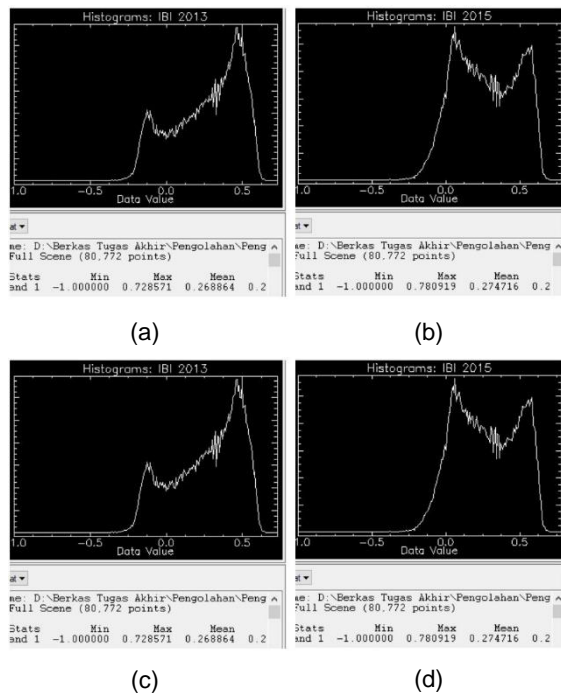 Histograms: IBI 2013
1.0 -0.5 0.0 0.5
Data Value
me: D:\Berkas Tugas Akhir\Pengolahan\Peng
Full Scene (80,772 points)
Stats Min Max Mean
and 1 -1.000000 0.728571 0.268864 0.2
(a)
Histograms: IBI 2015
1.0 -0.5 0.0 0.5
Data Value
at
me: D:\Berkas Tugas Akhir\Pengolahan\Peng
Full Scene (80,772 points)
Stats Min Max Mean
and 1 -1.000000 0.780919 0.274716 0.2
(b)
Histograms: IBI 2013
1.0 -0.5 0.0 0.5
Data Value
at
me: D:\Berkas Tugas Akhir\Pengolahan\Peng
Full Scene (80,772 points)
Stats Min Max Mean
and 1 -1.000000 0.728571 0.268864 0.2
(c)
Histograms: IBI 2015
1.0 -0.5 0.0 0.5
Data Value
at
me: D:\Berkas Tugas Akhir\Pengolahan\Peng
Full Scene (80,772 points)
Stats Min Max Mean
and 1 -1.000000 0.780919 0.274716 0.2
(d)